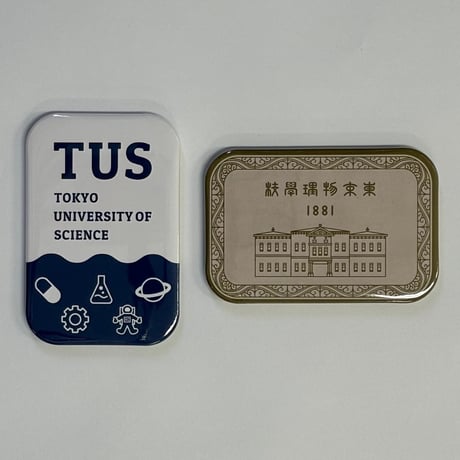 TUS
TOKYO
UNIVERSITY OF
SCIENCE
東京物理學校
1881